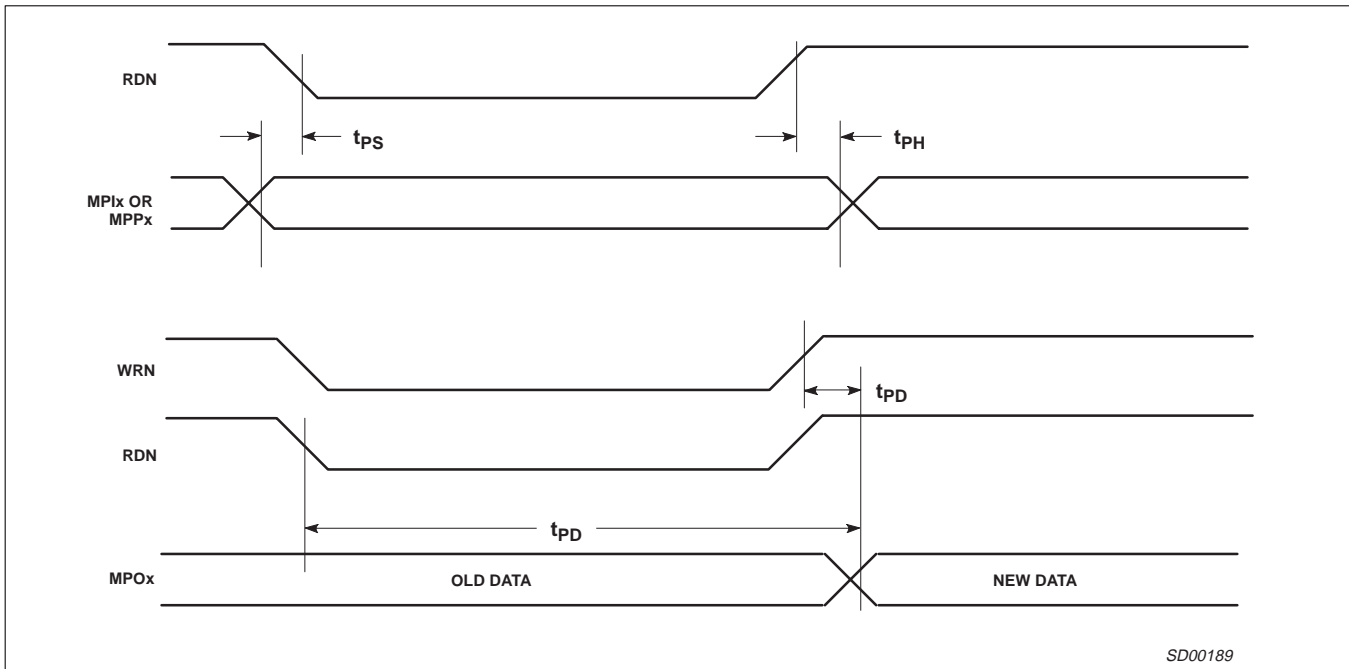 RDN
tPS
tPH
MPIx OR
MPPx
WRN
tPD
RDN
tPD
MPOx
OLD DATA
NEW DATA
SD00189